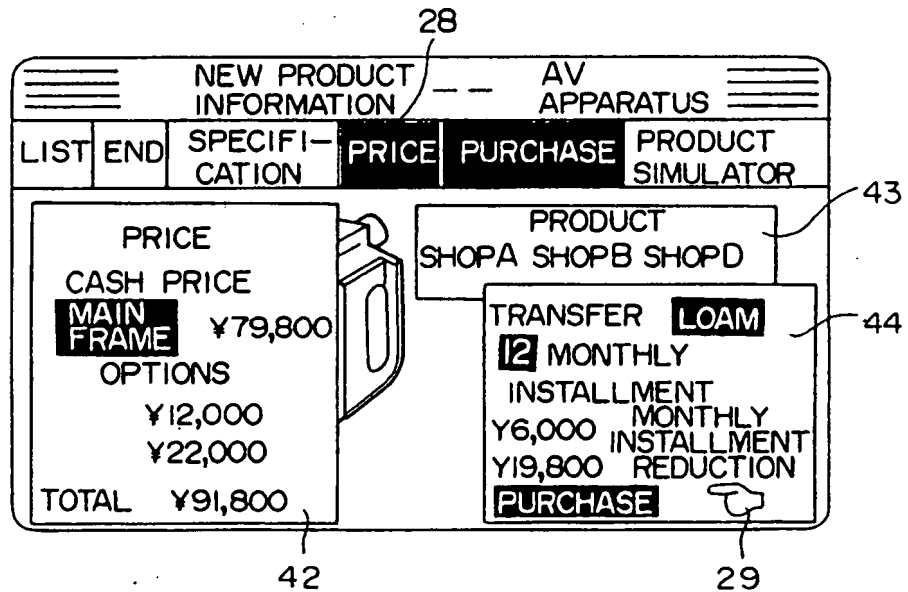 28
NEW PRODUCT INFORMATION -- AV APPARATUS
LIST END SPECIFI-CATION PRICE PURCHASE PRODUCT SIMULATOR
PRICE
CASH PRICE
MAIN FRAME ¥79,800
OPTIONS
¥12,000
¥22,000
TOTAL ¥91,800
42
PRODUCT
SHOPA SHOPB SHOPD
43
TRANSFER LOAM
12 MONTHLY
INSTALLMENT
Y6,000 MONTHLY INSTALLMENT
Y19,800 REDUCTION
PURCHASE
44
29